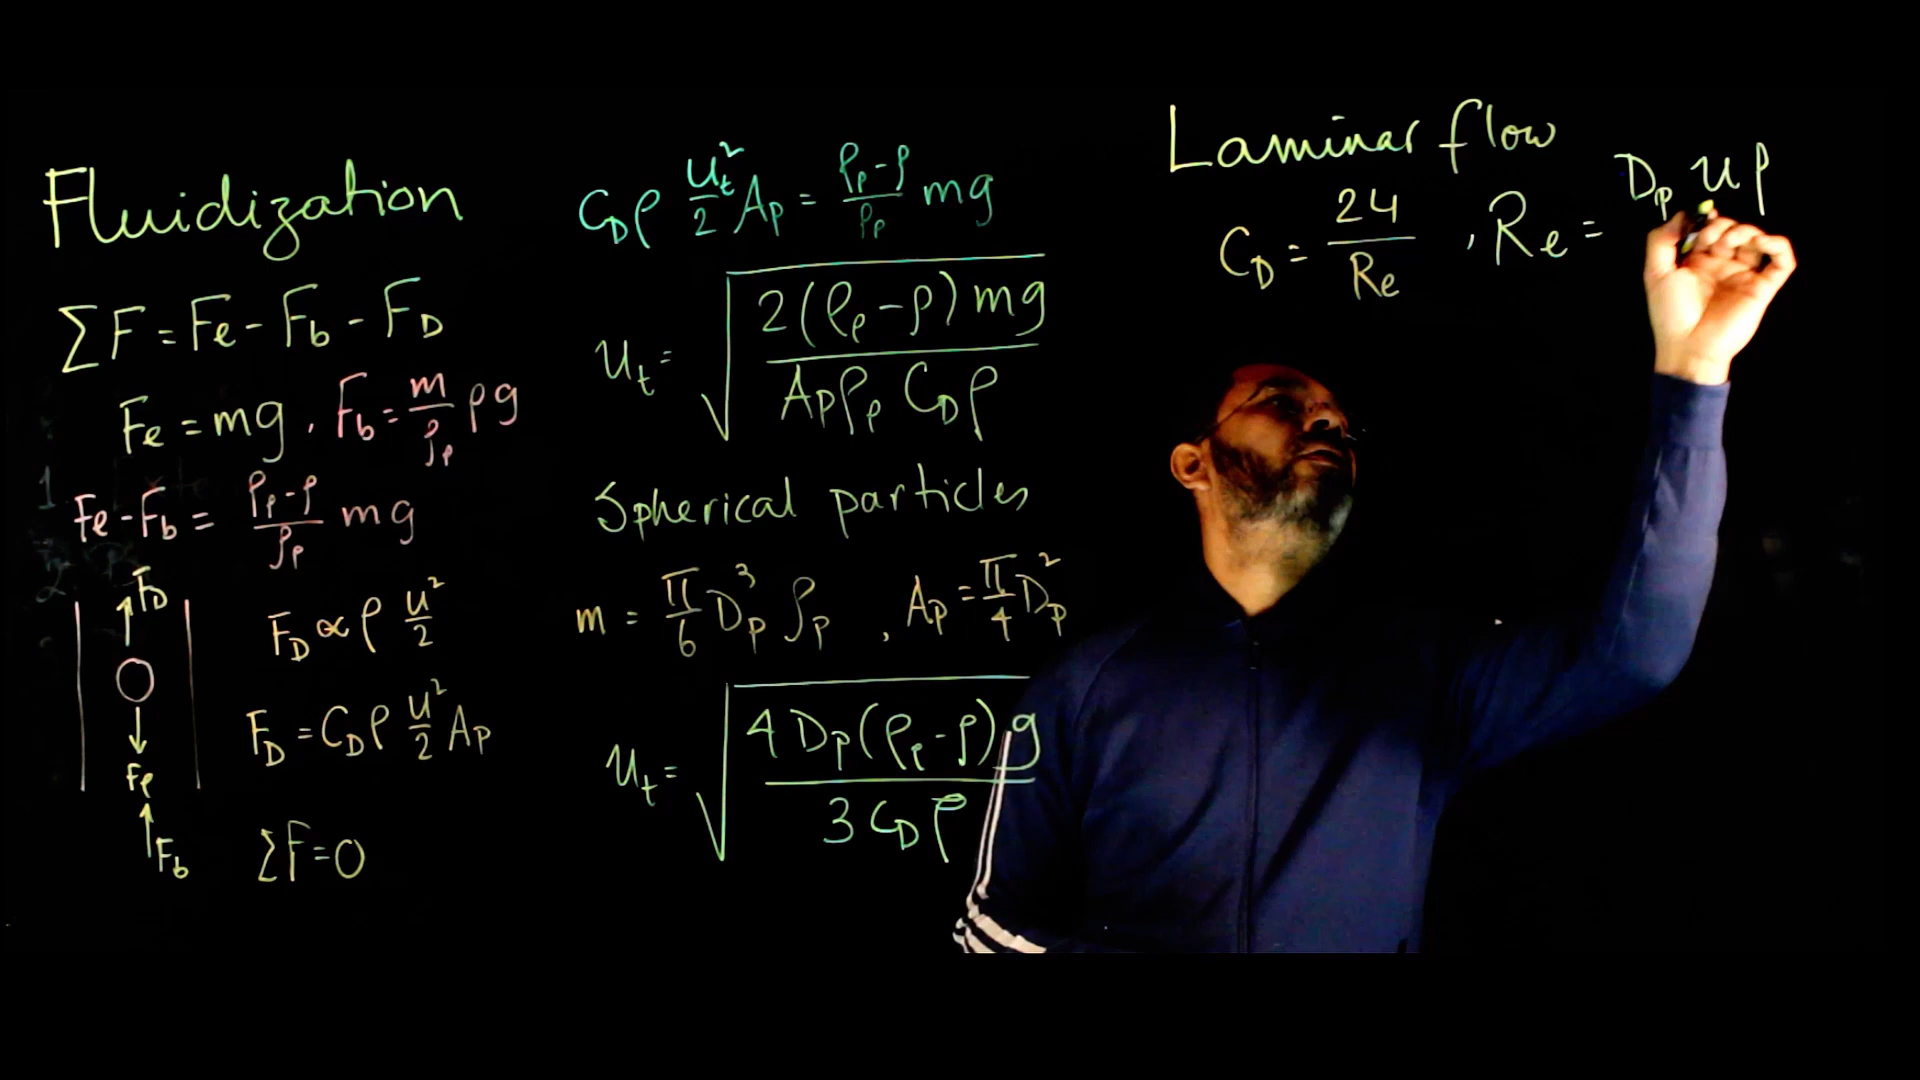 Fluidization
ΣF = Fe - Fb - FD
Fe = mg , Fb = m/ρp ρg
Fe - Fb = (ρp - ρ)/ρp mg
FD
Fe
Fb
FD ∝ ρ u²/2
FD = CD ρ u²/2 Ap
ΣF = 0
CD ρ ut²/2 Ap = (ρp - ρ)/ρp mg
ut = √(2(ρp - ρ) mg / Ap ρp CD ρ)
Spherical particles
m = π/6 Dp³ ρp , Ap = π/4 Dp²
ut = √(4 Dp (ρp - ρ) g / 3 CD ρ)
Laminar flow
CD = 24/Re , Re = Dp u ρ